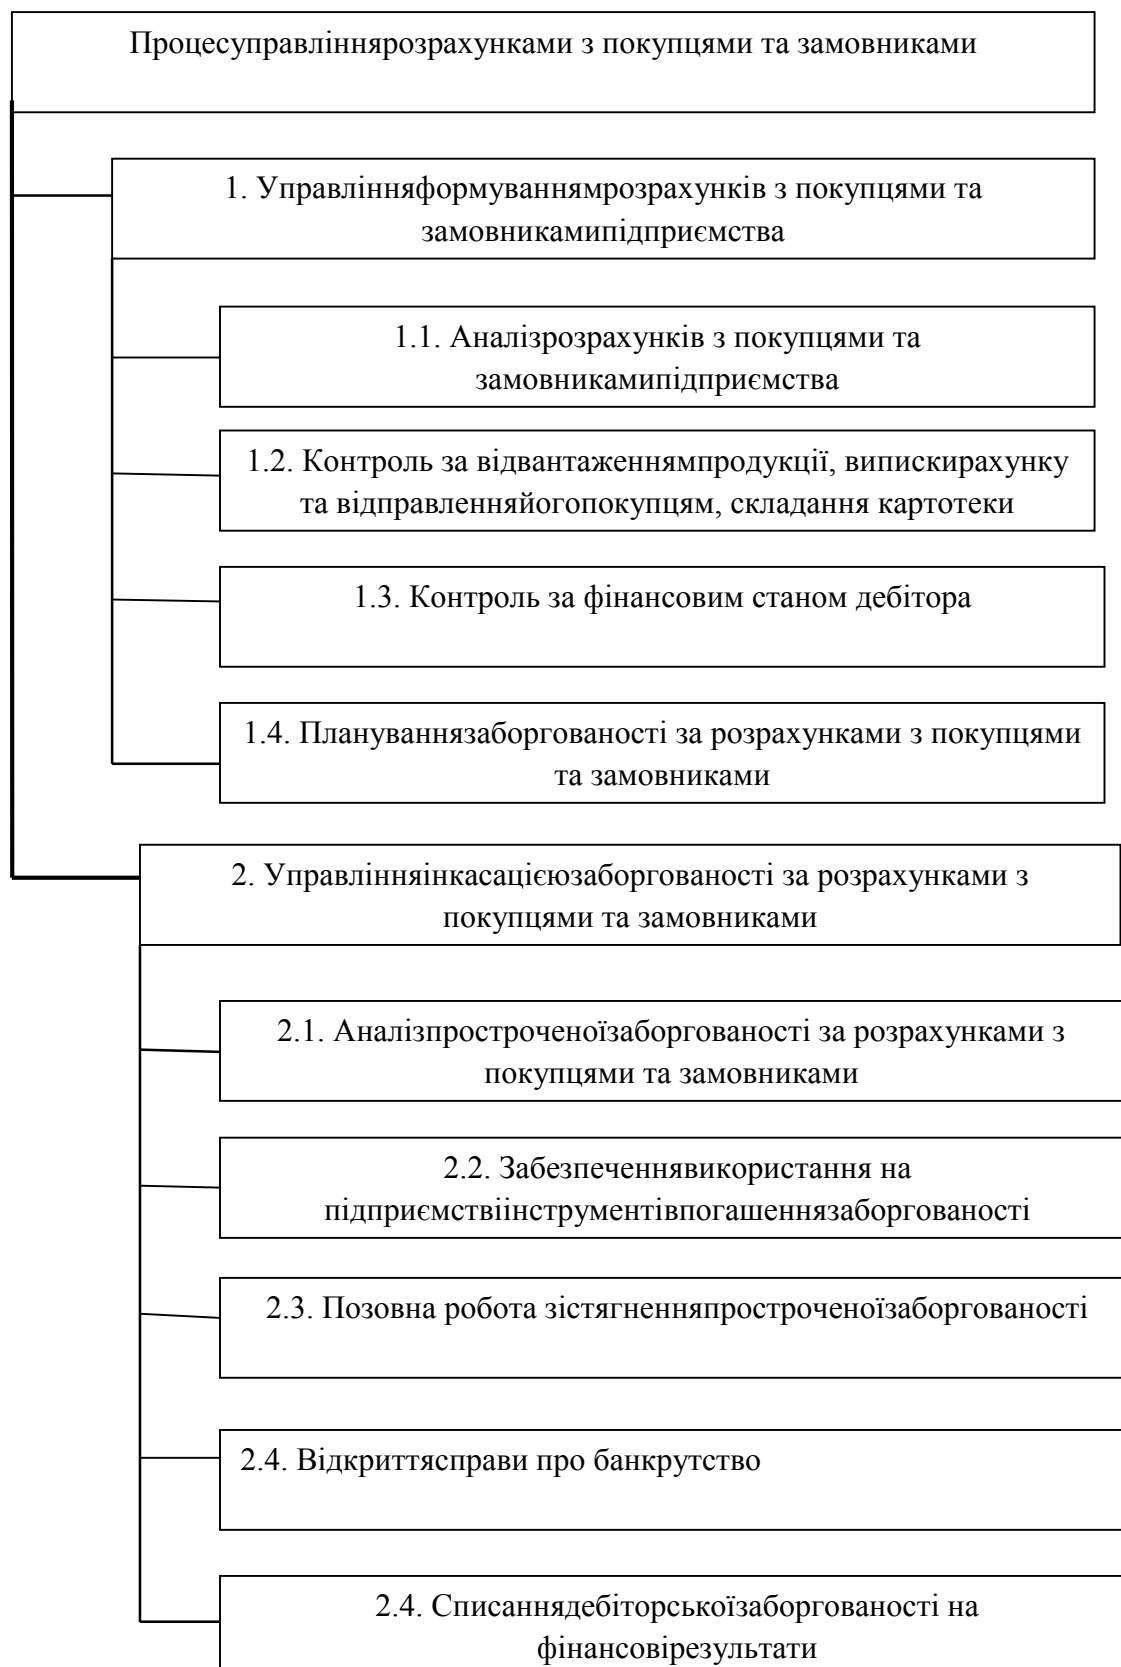 Процесуправліннярозрахунками з покупцями та замовниками
1. Управлінняформуваннямрозрахунків з покупцями та
замовникамипідприємства
1.1. Аналізрозрахунків з покупцями та
замовникамипідприємства
1.2. Контроль за відвантаженнямпродукції, випискирахунку
та відправленняйогопокупцям, складання картотеки
1.3. Контроль за фінансовим станом дебітора
1.4. Плануваннязаборгованості за розрахунками з покупцями
та замовниками
2. Управлінняінкасацієюзаборгованості за розрахунками з
покупцями та замовниками
2.1. Аналізпростроченоїзаборгованості за розрахунками з
покупцями та замовниками
2.2. Забезпеченнявикористання на
підприємствіінструментівпогашеннязаборгованості
2.3. Позовна робота зістягненняпростроченоїзаборгованості
2.4. Відкриттясправи про банкрутство
2.4. Списаннядебіторськоїзаборгованості на
фінансовірезультати